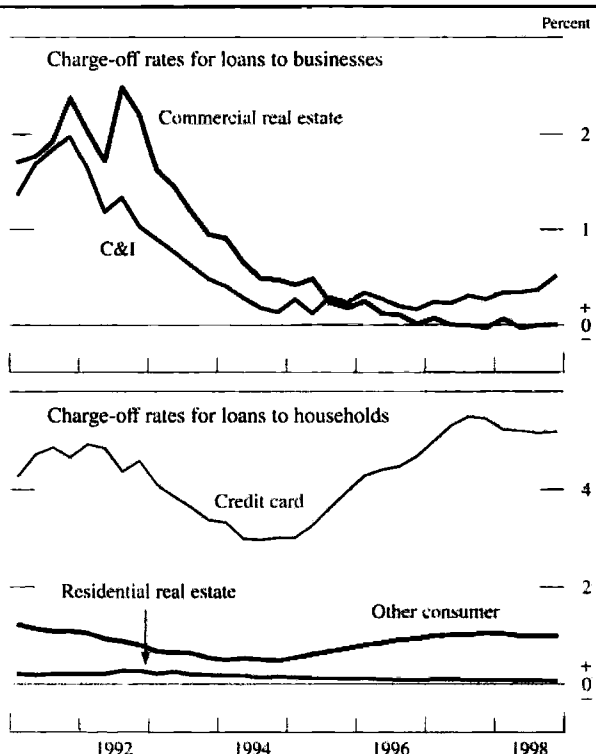 Percent
Charge-off rates for loans to businesses
Commercial real estate
2
C&I
1
+
0
−
Charge-off rates for loans to households
4
Credit card
Residential real estate
2
Other consumer
+
0
−
1992 1994 1996 1998